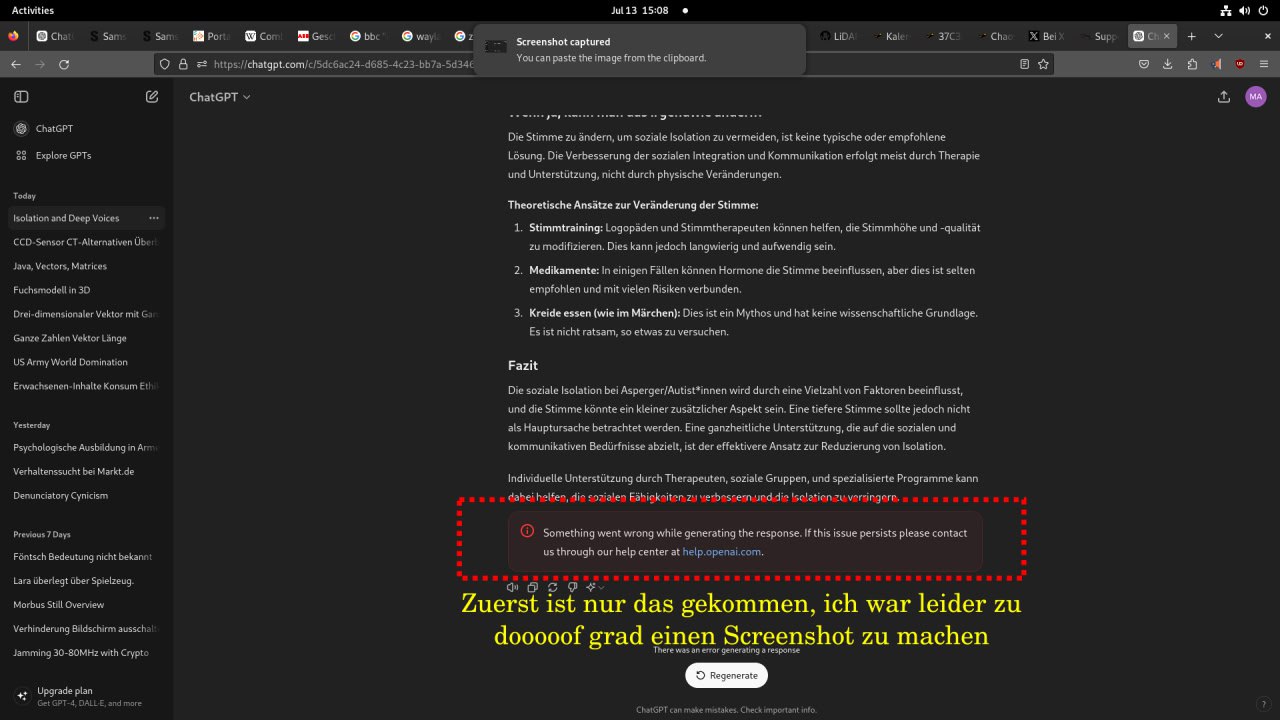 Activities
Jul 13 15:08
Screenshot captured
You can paste the image from the clipboard.
Chat
Sams
Sams
Porta
Coml
Gesch
bbc
wayla
LiDAR
Kaler
37C3
Chao
Bei X
Ch
https://chatgpt.com/c/5dc6ac24-d685-4c23-bb7a-5d346
ChatGPT
MA
ChatGPT
Explore GPTs
Today
Isolation and Deep Voices
CCD-Sensor CT-Alternativen Über
Java, Vectors, Matrices
Fuchsmodell in 3D
Drei-dimensionaler Vektor mit Gan
Ganze Zahlen Vektor Länge
US Army World Domination
Erwachsenen-Inhalte Konsum Ethi
Yesterday
Psychologische Ausbildung in Arme
Verhaltenssucht bei Markt.de
Denunciatory Cynicism
Previous 7 Days
Föntsch Bedeutung nicht bekannt
Lara überlegt über Spielzeug.
Morbus Still Overview
Verhinderung Bildschirm ausschalt
Jamming 30-80MHz with Crypto
Upgrade plan
Get GPT-4, DALL·E, and more
Wenn ja, kann man das irgendwie ändern?
Die Stimme zu ändern, um soziale Isolation zu vermeiden, ist keine typische oder empfohlene
Lösung. Die Verbesserung der sozialen Integration und Kommunikation erfolgt meist durch Therapie
und Unterstützung, nicht durch physische Veränderungen.
Theoretische Ansätze zur Veränderung der Stimme:
1. Stimmtraining: Logopäden und Stimmtherapeuten können helfen, die Stimmhöhe und -qualität
zu modifizieren. Dies kann jedoch langwierig und aufwendig sein.
2. Medikamente: In einigen Fällen können Hormone die Stimme beeinflussen, aber dies ist selten
empfohlen und mit vielen Risiken verbunden.
3. Kreide essen (wie im Märchen): Dies ist ein Mythos und hat keine wissenschaftliche Grundlage.
Es ist nicht ratsam, so etwas zu versuchen.
Fazit
Die soziale Isolation bei Asperger/Autist*innen wird durch eine Vielzahl von Faktoren beeinflusst,
und die Stimme könnte ein kleiner zusätzlicher Aspekt sein. Eine tiefere Stimme sollte jedoch nicht
als Hauptursache betrachtet werden. Eine ganzheitliche Unterstützung, die auf die sozialen und
kommunikativen Bedürfnisse abzielt, ist der effektivere Ansatz zur Reduzierung von Isolation.
Individuelle Unterstützung durch Therapeuten, soziale Gruppen, und spezialisierte Programme kann
dabei helfen, die sozialen Fähigkeiten zu verbessern und die Isolation zu verringern.
Something went wrong while generating the response. If this issue persists please contact
us through our help center at help.openai.com.
Zuerst ist nur das gekommen, ich war leider zu
dooooof grad einen Screenshot zu machen
There was an error generating a response
Regenerate
ChatGPT can make mistakes. Check important info.
?